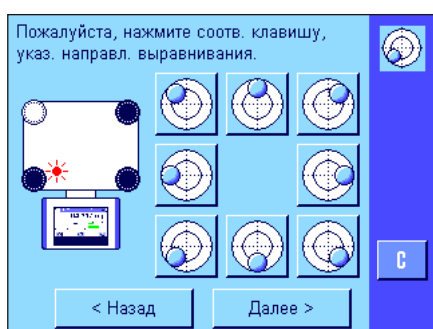 Пожалуйста, нажмите соотв. клавишу,
указ. направл. выравнивания.
C
< Назад
Далее >